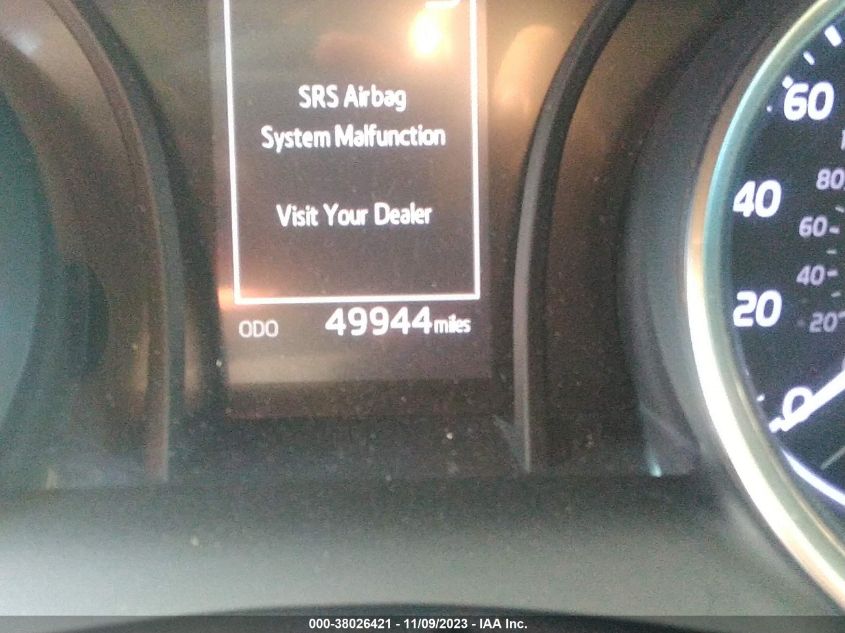 SRS Airbag
System Malfunction
Visit Your Dealer
ODO 49944 miles
60
80
40
60
40
20
20
0
000-38026421 - 11/09/2023 - IAA Inc.